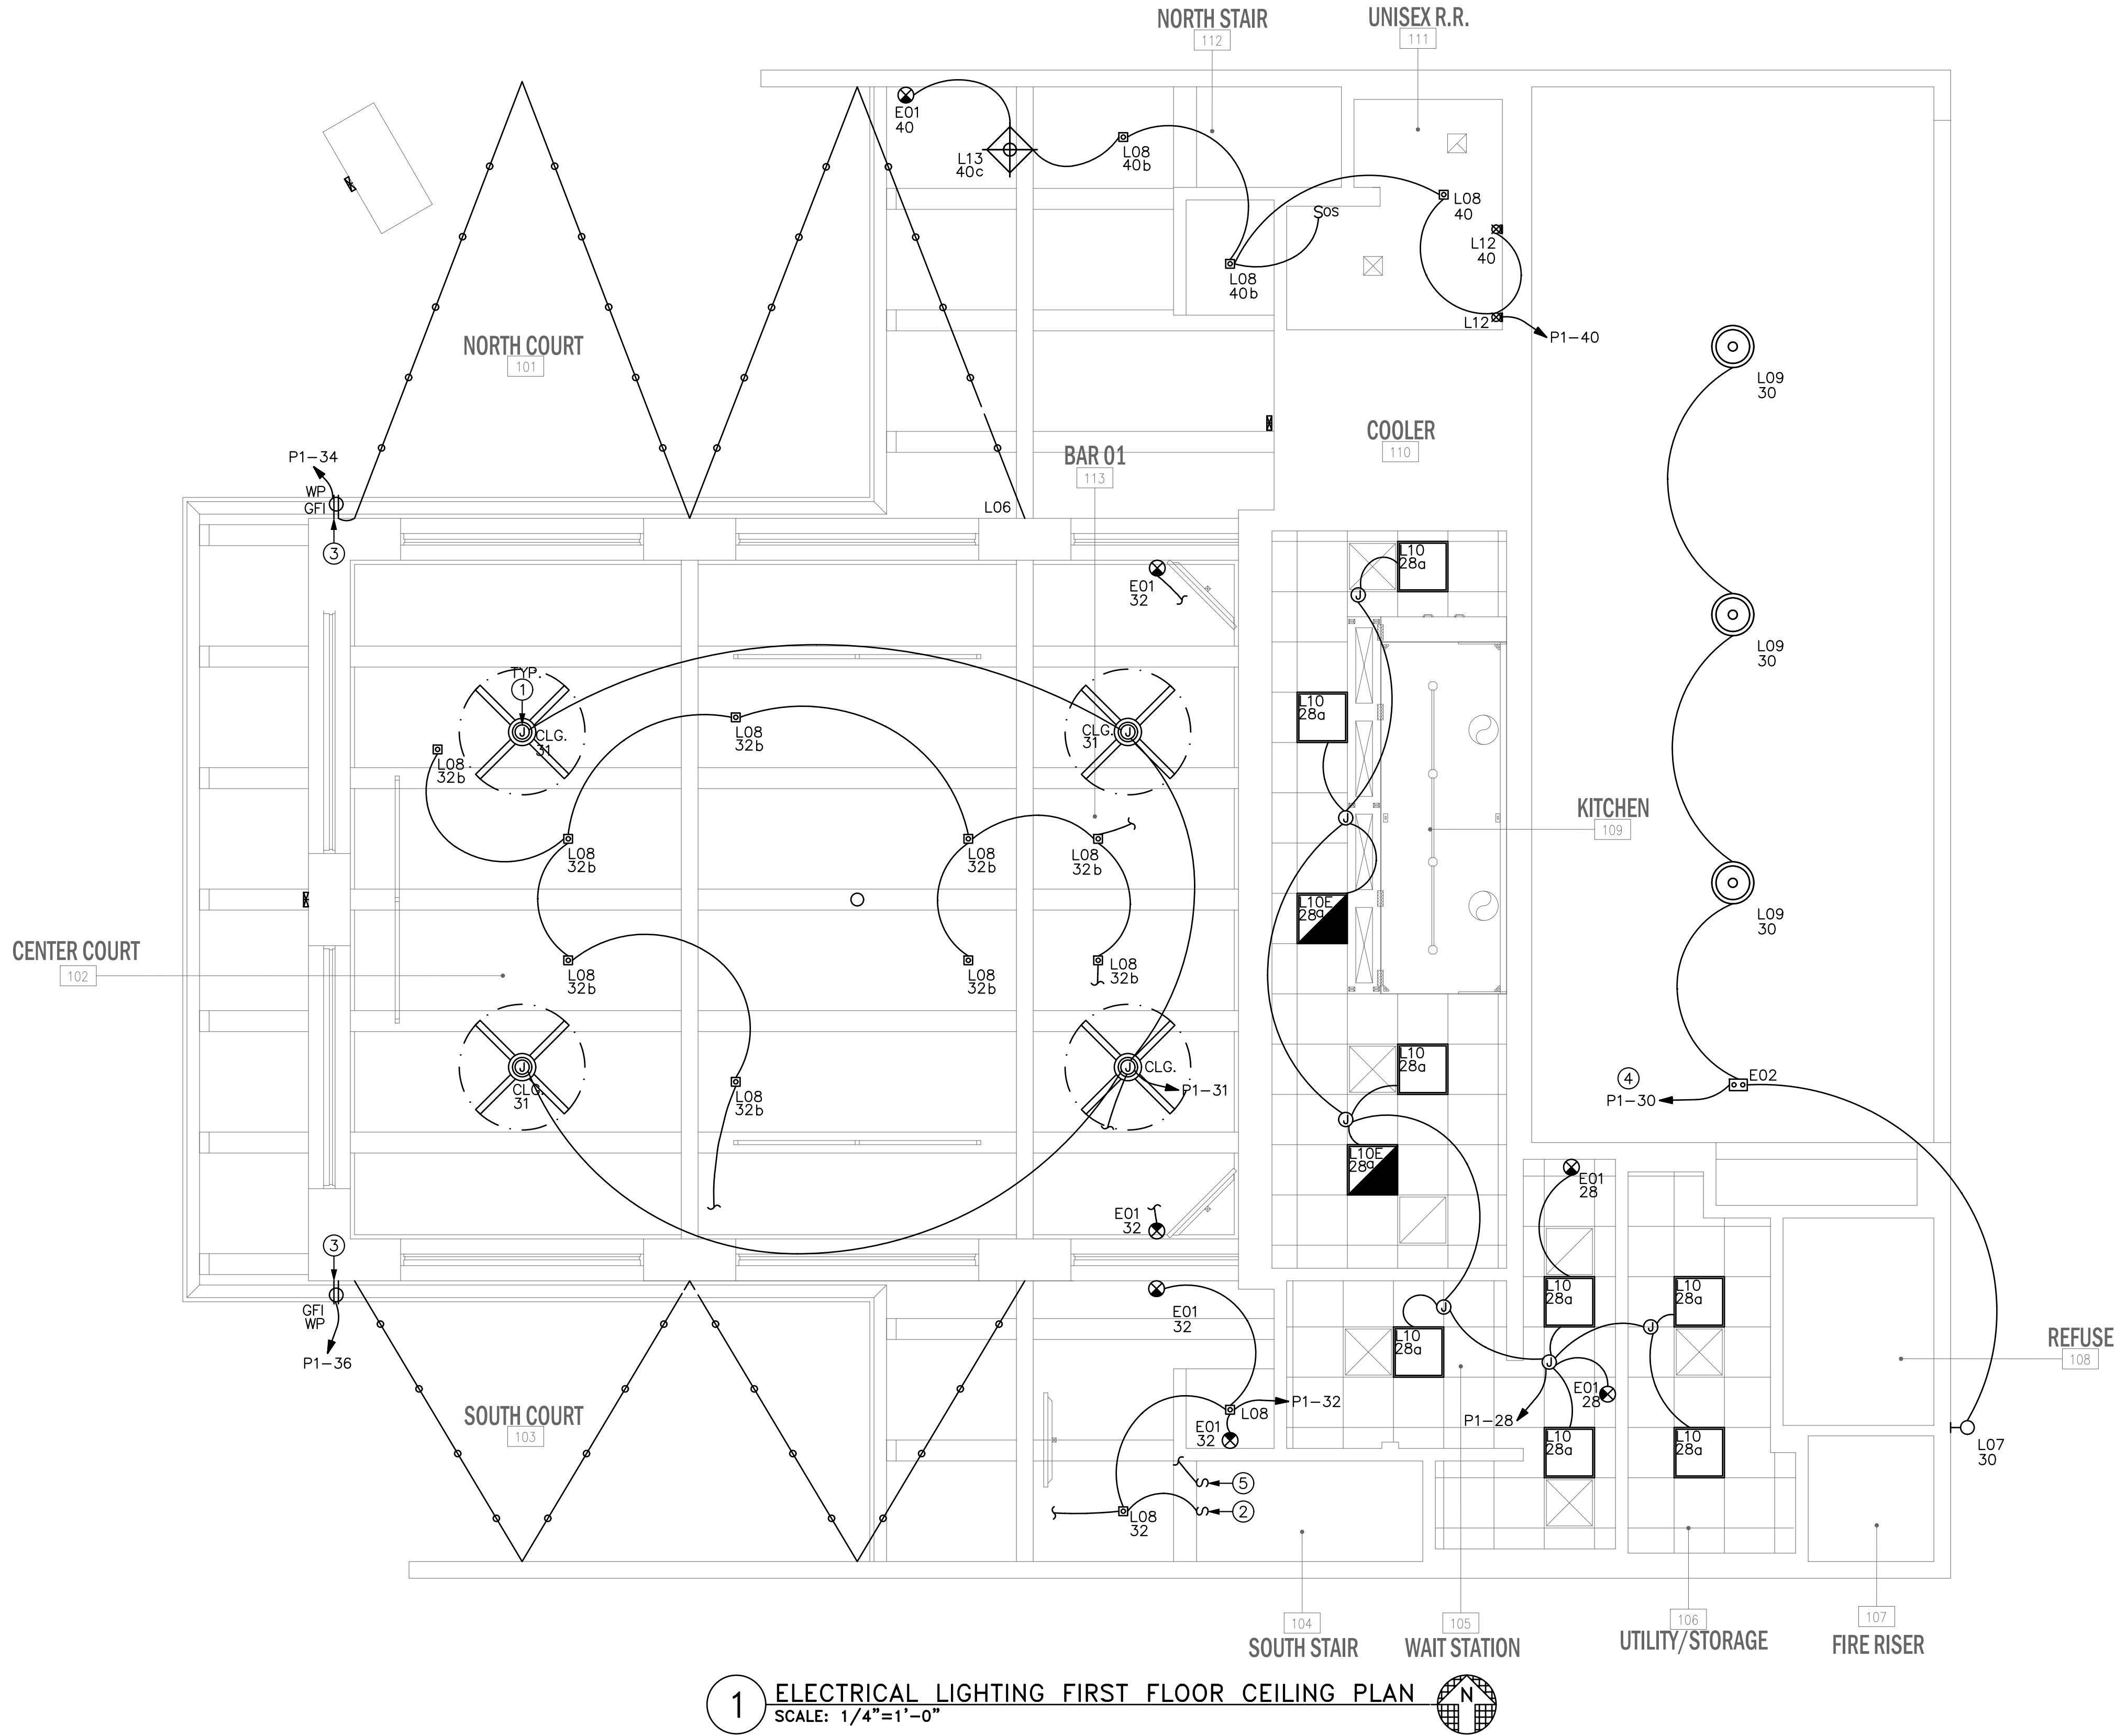 NORTH STAIR
112
UNISEX R.R.
111
E01
40
L13
40c
L08
40b
L08
40b
SOS
L08
40
L12
40
L12
P1-40
L09
30
NORTH COURT
101
COOLER
110
BAR 01
113
P1-34
WP
GFI
3
L06
E01
32
L10
28a
L09
30
TYP.
1
J
CLG.
31
L08
32b
L08
32b
CLG.
31
J
L10
28a
J
J
KITCHEN
109
L08
32b
L08
32b
L08
32b
L10E
28a
L09
30
CENTER COURT
102
L08
32b
L08
32b
L08
32b
J
CLG.
31
J
CLG.
P1-31
L08
32b
L10
28a
J
L10E
28a
4
P1-30
E02
E01
28
E01
32
3
GFI
WP
P1-36
E01
32
J
L10
28a
L10
28a
J
L10
28a
J
REFUSE
108
SOUTH COURT
103
L08
P1-32
E01
32
E01
28
P1-28
L10
28a
L10
28a
L07
30
5
2
L08
32
104
SOUTH STAIR
105
WAIT STATION
106
UTILITY/STORAGE
107
FIRE RISER
1
ELECTRICAL LIGHTING FIRST FLOOR CEILING PLAN
SCALE: 1/4"=1'-0"
N